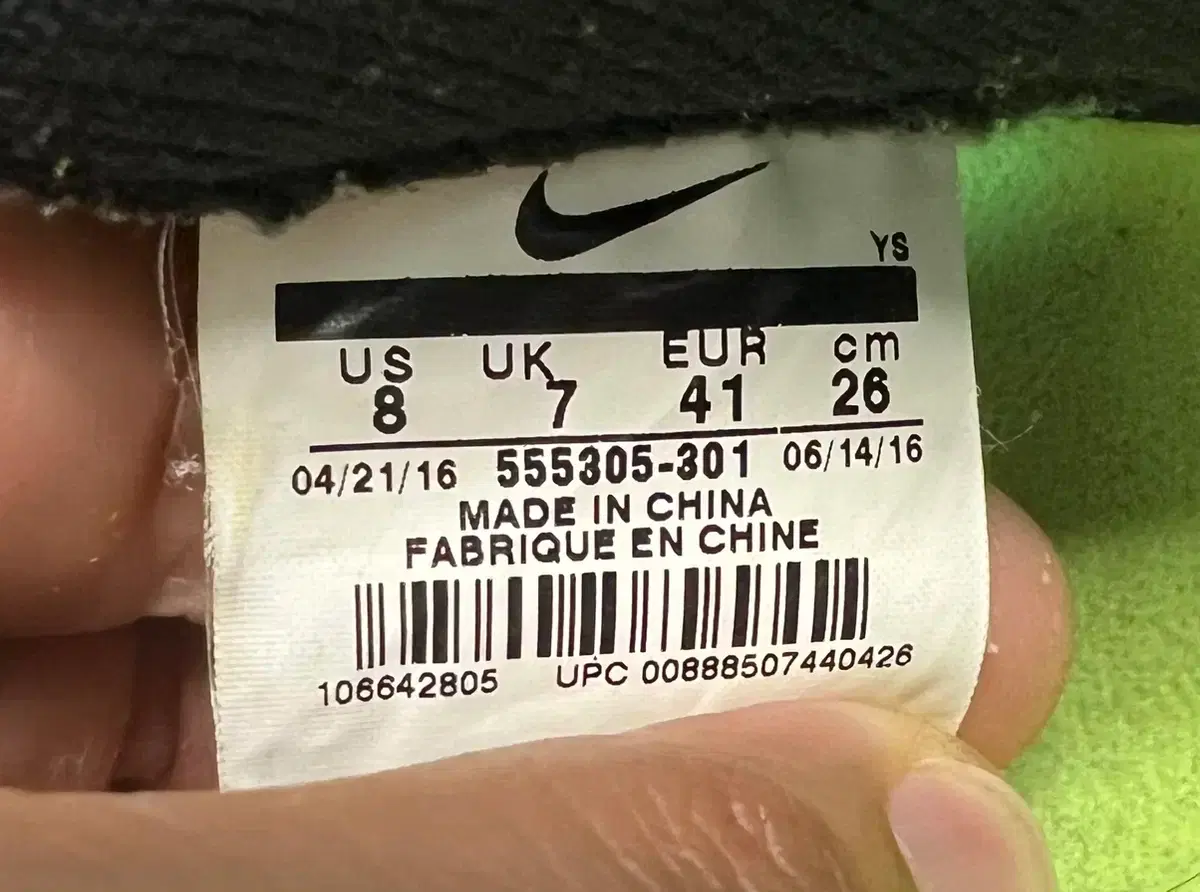 YS
US UK EUR cm
8 7 41 26
04/21/16 555305-301 06/14/16
MADE IN CHINA
FABRIQUE EN CHINE
106642805 UPC 00888507440426